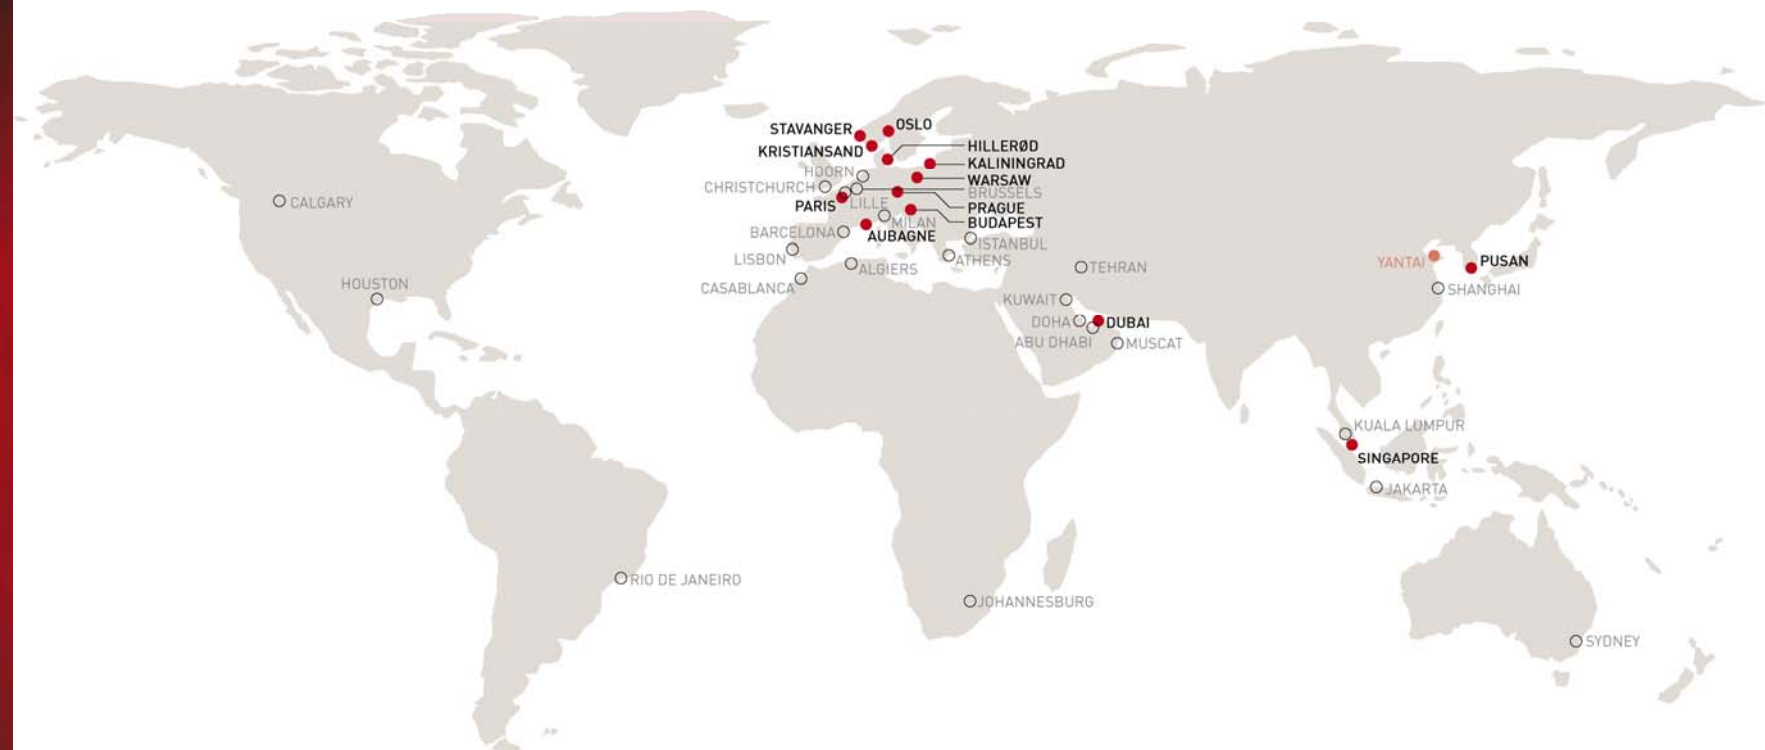 STAVANGER
OSLO
KRISTIANSAND
HILLERØD
HOORN
KALININGRAD
WARSAW
CHRISTCHURCH
BRUSSELS
CALGARY
PARIS
LILLE
PRAGUE
MILAN
BUDAPEST
BARCELONA
AUBAGNE
ISTANBUL
LISBON
ATHENS
YANTAI
PUSAN
ALGIERS
TEHRAN
HOUSTON
CASABLANCA
SHANGHAI
KUWAIT
DOHA
DUBAI
ABU DHABI
MUSCAT
KUALA LUMPUR
SINGAPORE
JAKARTA
RIO DE JANEIRO
JOHANNESBURG
SYDNEY